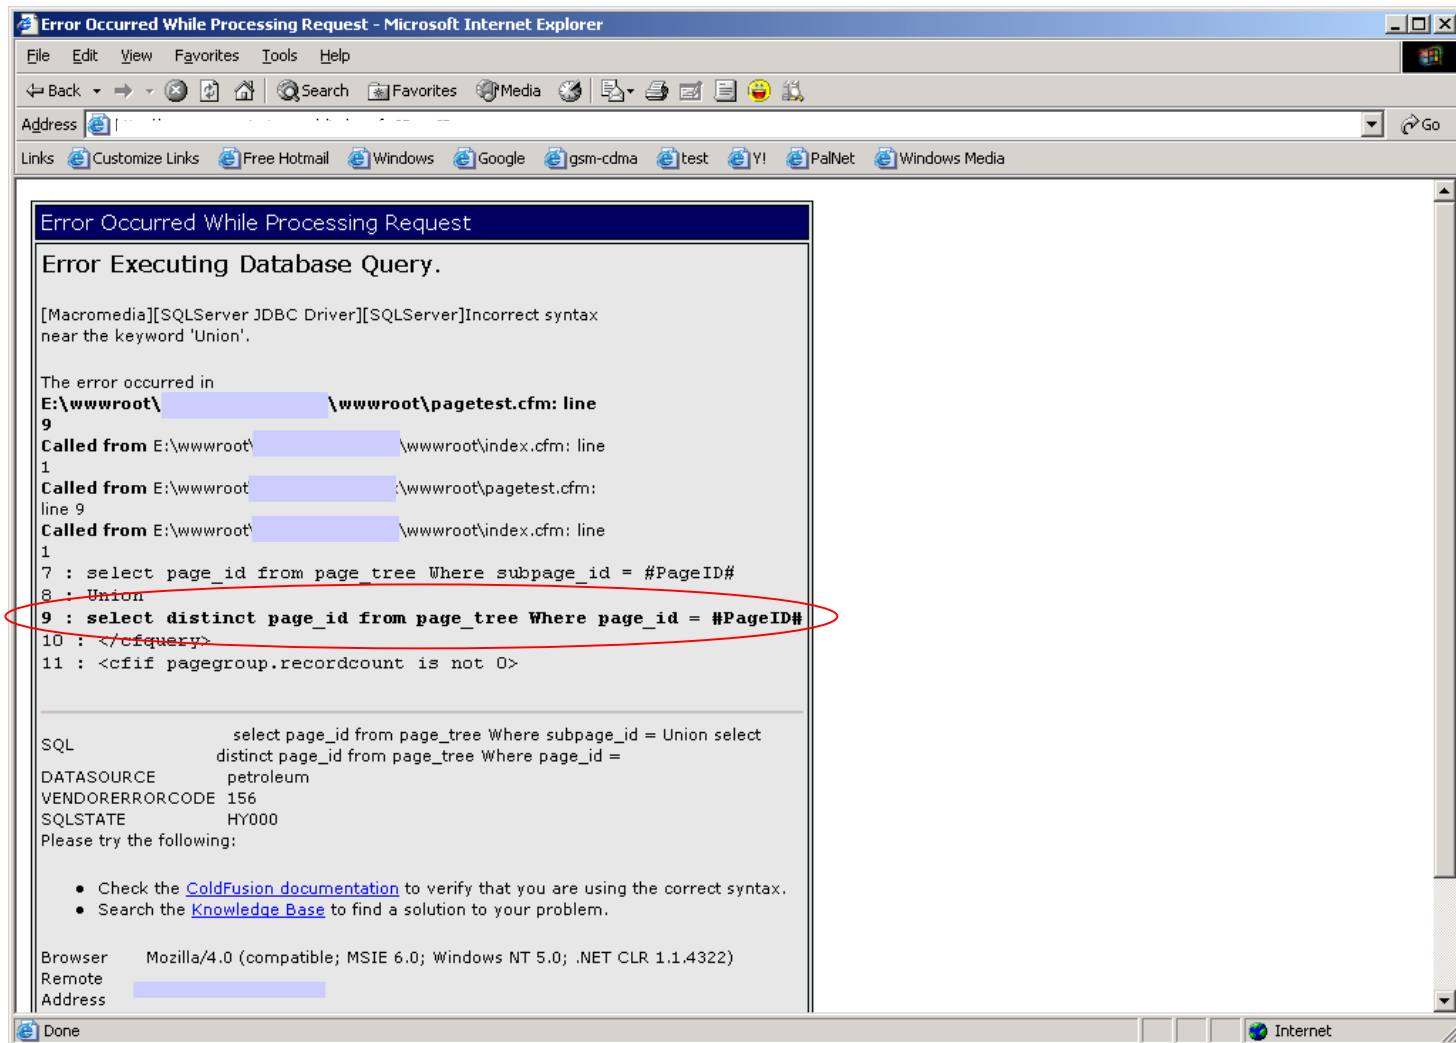 Error Occurred While Processing Request - Microsoft Internet Explorer
File Edit View Favorites Tools Help
Back Search Favorites Media
Address Go
Links Customize Links Free Hotmail Windows Google gsm-cdma test Y! PalNet Windows Media
Error Occurred While Processing Request
Error Executing Database Query.
[Macromedia][SQLServer JDBC Driver][SQLServer]Incorrect syntax
near the keyword 'Union'.
The error occurred in
E:\wwwroot\ \wwwroot\pagetest.cfm: line
9
Called from E:\wwwroot\ \wwwroot\index.cfm: line
1
Called from E:\wwwroot \wwwroot\pagetest.cfm:
line 9
Called from E:\wwwroot\ \wwwroot\index.cfm: line
1
7 : select page_id from page_tree Where subpage_id = #PageID#
8 : Union
9 : select distinct page_id from page_tree Where page_id = #PageID#
10 : </cfquery>
11 : <cfif pagegroup.recordcount is not 0>
SQL select page_id from page_tree Where subpage_id = Union select
distinct page_id from page_tree Where page_id =
DATASOURCE petroleum
VENDORERRORCODE 156
SQLSTATE HY000
Please try the following:
• Check the ColdFusion documentation to verify that you are using the correct syntax.
• Search the Knowledge Base to find a solution to your problem.
Browser Mozilla/4.0 (compatible; MSIE 6.0; Windows NT 5.0; .NET CLR 1.1.4322)
Remote
Address
Done Internet